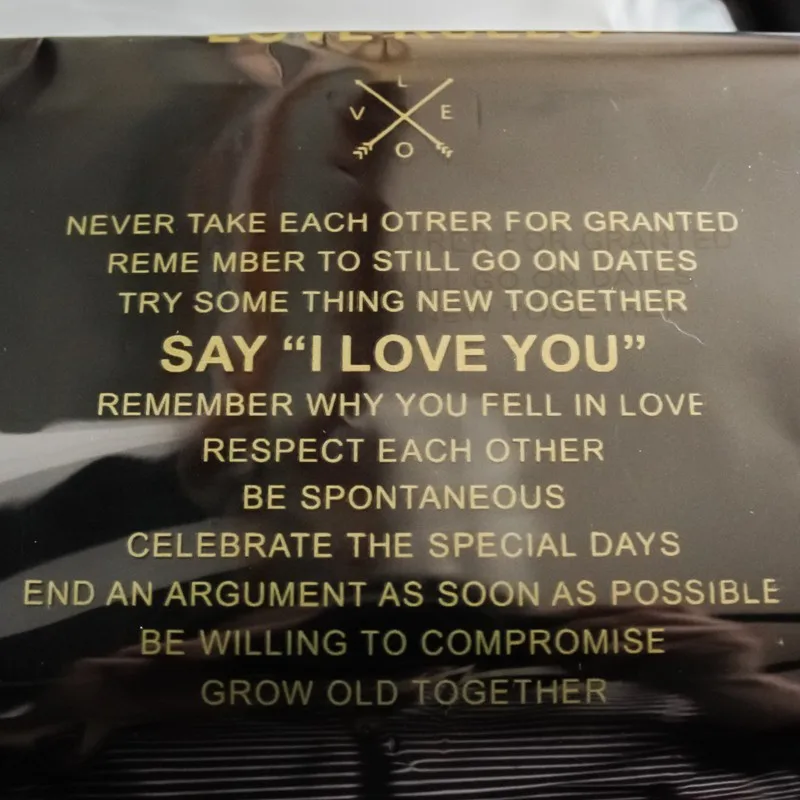 LOVE RULES
L
V E
O
NEVER TAKE EACH OTRER FOR GRANTED
REME MBER TO STILL GO ON DATES
TRY SOME THING NEW TOGETHER
SAY “I LOVE YOU”
REMEMBER WHY YOU FELL IN LOVE
RESPECT EACH OTHER
BE SPONTANEOUS
CELEBRATE THE SPECIAL DAYS
END AN ARGUMENT AS SOON AS POSSIBLE
BE WILLING TO COMPROMISE
GROW OLD TOGETHER